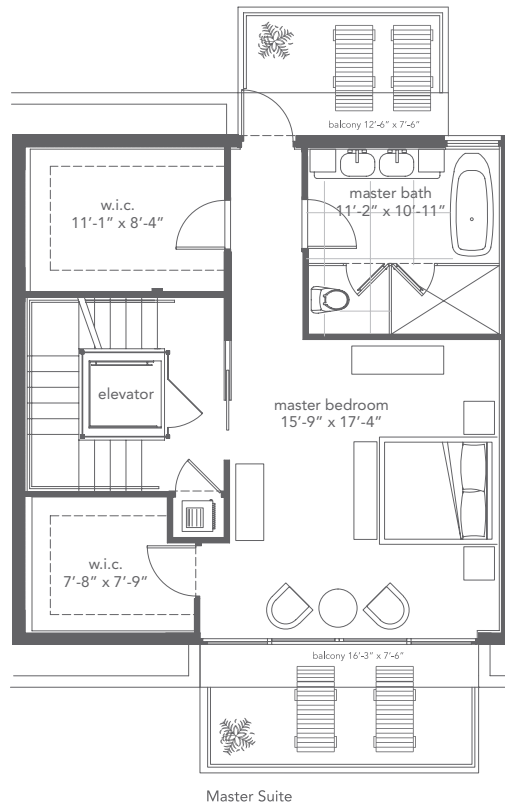 balcony 12'-6" x 7'-6"
w.i.c.
11'-1" x 8'-4"
master bath
11'-2" x 10'-11"
elevator
master bedroom
15'-9" x 17'-4"
w.i.c.
7'-8" x 7'-9"
balcony 16'-3" x 7'-6"
Master Suite